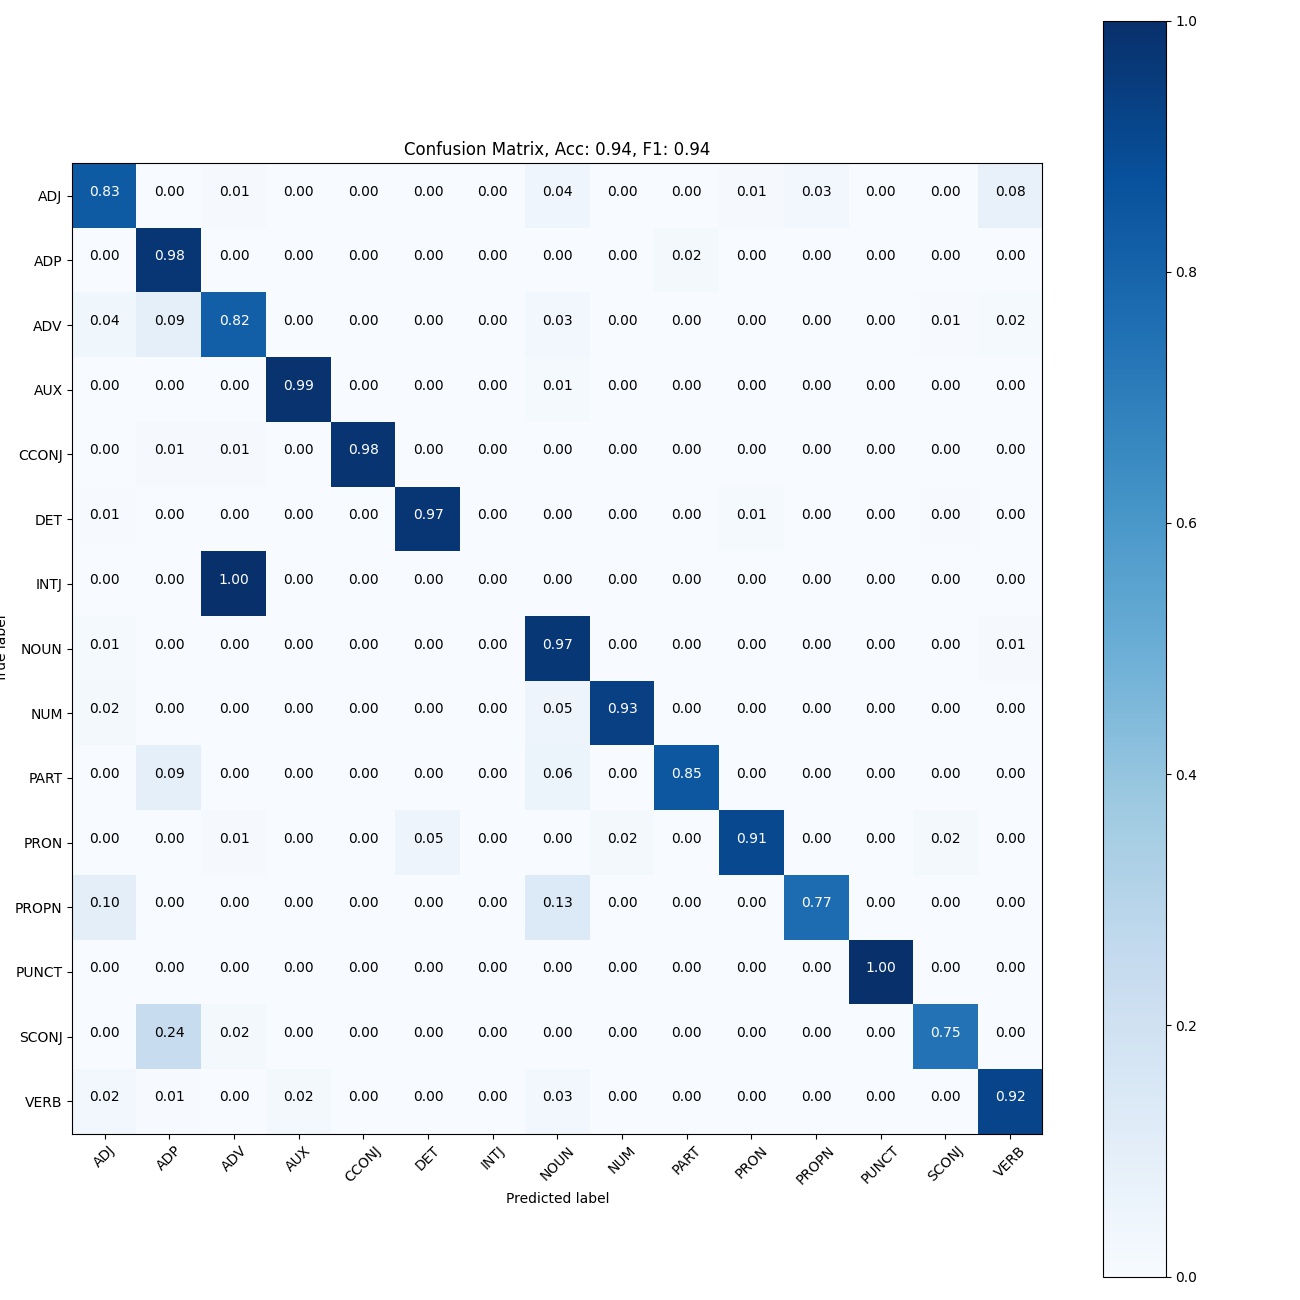 Confusion Matrix, Acc: 0.94, F1: 0.94
ADJ 0.83 0.00 0.01 0.00 0.00 0.00 0.00 0.04 0.00 0.00 0.01 0.03 0.00 0.00 0.08
ADP 0.00 0.98 0.00 0.00 0.00 0.00 0.00 0.00 0.00 0.02 0.00 0.00 0.00 0.00 0.00
ADV 0.04 0.09 0.82 0.00 0.00 0.00 0.00 0.03 0.00 0.00 0.00 0.00 0.00 0.01 0.02
AUX 0.00 0.00 0.00 0.99 0.00 0.00 0.00 0.01 0.00 0.00 0.00 0.00 0.00 0.00 0.00
CCONJ 0.00 0.01 0.01 0.00 0.98 0.00 0.00 0.00 0.00 0.00 0.00 0.00 0.00 0.00 0.00
DET 0.01 0.00 0.00 0.00 0.00 0.97 0.00 0.00 0.00 0.00 0.01 0.00 0.00 0.00 0.00
INTJ 0.00 0.00 1.00 0.00 0.00 0.00 0.00 0.00 0.00 0.00 0.00 0.00 0.00 0.00 0.00
NOUN 0.01 0.00 0.00 0.00 0.00 0.00 0.00 0.97 0.00 0.00 0.00 0.00 0.00 0.00 0.01
NUM 0.02 0.00 0.00 0.00 0.00 0.00 0.00 0.05 0.93 0.00 0.00 0.00 0.00 0.00 0.00
PART 0.00 0.09 0.00 0.00 0.00 0.00 0.00 0.06 0.00 0.85 0.00 0.00 0.00 0.00 0.00
PRON 0.00 0.00 0.01 0.00 0.00 0.05 0.00 0.00 0.02 0.00 0.91 0.00 0.00 0.02 0.00
PROPN 0.10 0.00 0.00 0.00 0.00 0.00 0.00 0.13 0.00 0.00 0.00 0.77 0.00 0.00 0.00
PUNCT 0.00 0.00 0.00 0.00 0.00 0.00 0.00 0.00 0.00 0.00 0.00 0.00 1.00 0.00 0.00
SCONJ 0.00 0.24 0.02 0.00 0.00 0.00 0.00 0.00 0.00 0.00 0.00 0.00 0.00 0.75 0.00
VERB 0.02 0.01 0.00 0.02 0.00 0.00 0.00 0.03 0.00 0.00 0.00 0.00 0.00 0.00 0.92
ADJ ADP ADV AUX CCONJ DET INTJ NOUN NUM PART PRON PROPN PUNCT SCONJ VERB
Predicted label
1.0
0.8
0.6
0.4
0.2
0.0